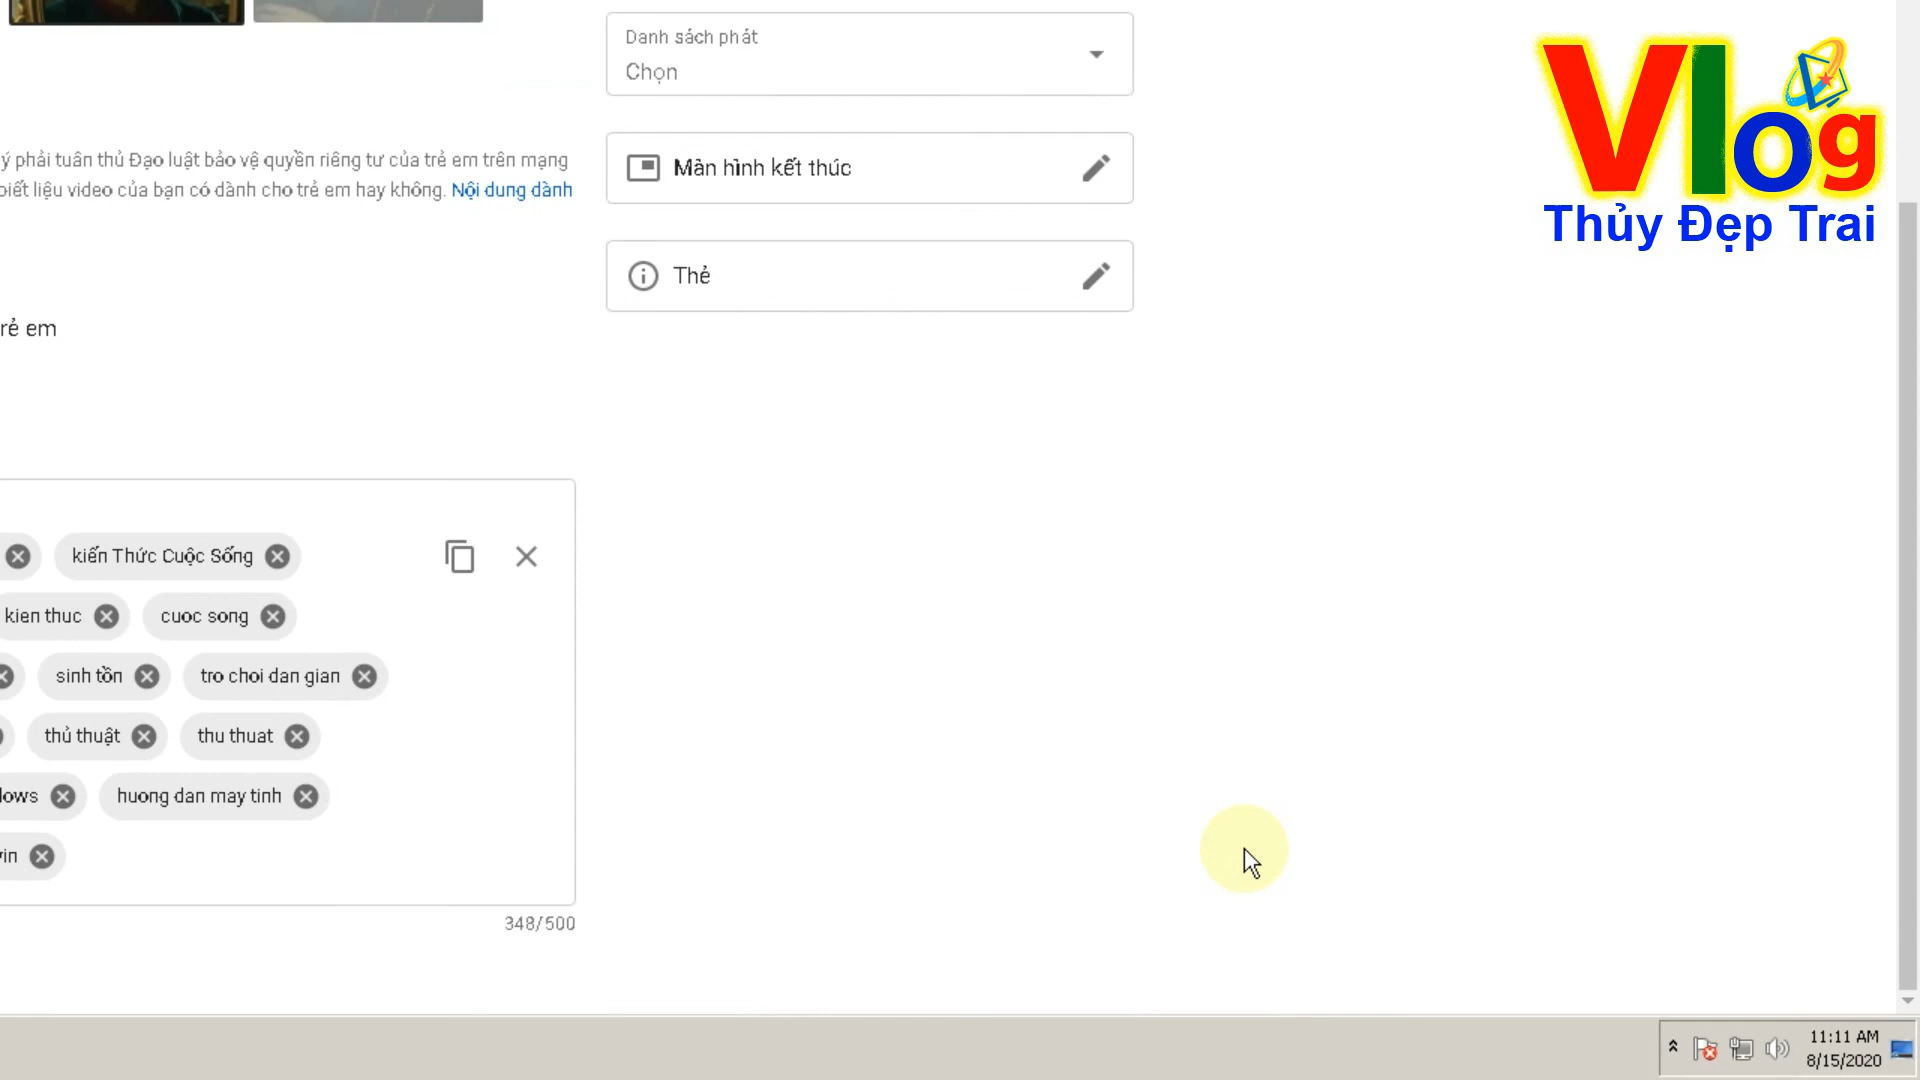 Danh sách phát
Chọn
Vlog
Thủy Đẹp Trai
ý phải tuân thủ Đạo luật bảo vệ quyền riêng tư của trẻ em trên mạng
biết liệu video của bạn có dành cho trẻ em hay không. Nội dung dành
Màn hình kết thúc
Thẻ
rẻ em
kiến Thức Cuộc Sống
kien thuc
cuoc song
sinh tồn
tro choi dan gian
thủ thuật
thu thuat
lows
huong dan may tinh
in
348/500
11:11 AM
8/15/2020